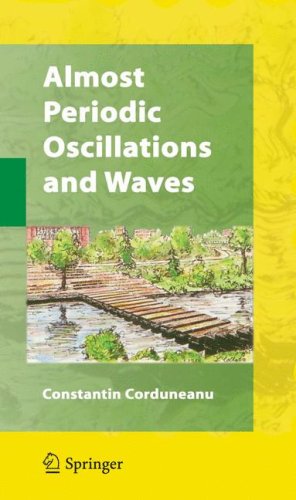 Almost
Periodic
Oscillations
and Waves
Constantin Corduneanu
Springer